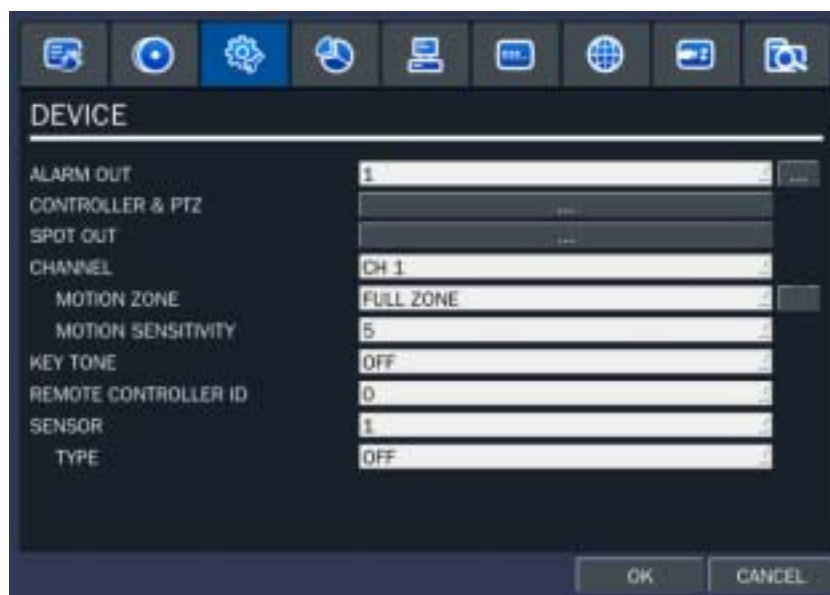 DEVICE
ALARM OUT 1 ...
CONTROLLER & PTZ ...
SPOT OUT ...
CHANNEL CH 1
MOTION ZONE FULL ZONE
MOTION SENSITIVITY 5
KEY TONE OFF
REMOTE CONTROLLER ID 0
SENSOR 1
TYPE OFF
OK CANCEL